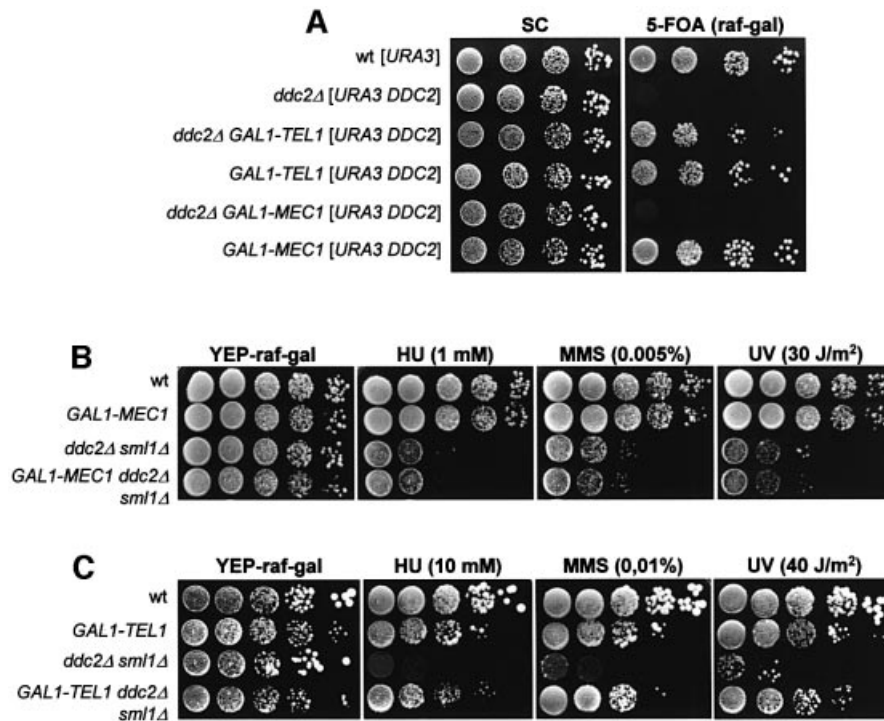 A
SC 5-FOA (raf-gal)
wt [URA3]
ddc2Δ [URA3 DDC2]
ddc2Δ GAL1-TEL1 [URA3 DDC2]
GAL1-TEL1 [URA3 DDC2]
ddc2Δ GAL1-MEC1 [URA3 DDC2]
GAL1-MEC1 [URA3 DDC2]
B
YEP-raf-gal HU (1 mM) MMS (0.005%) UV (30 J/m²)
wt
GAL1-MEC1
ddc2Δ sml1Δ
GAL1-MEC1 ddc2Δ
sml1Δ
C
YEP-raf-gal HU (10 mM) MMS (0,01%) UV (40 J/m²)
wt
GAL1-TEL1
ddc2Δ sml1Δ
GAL1-TEL1 ddc2Δ
sml1Δ